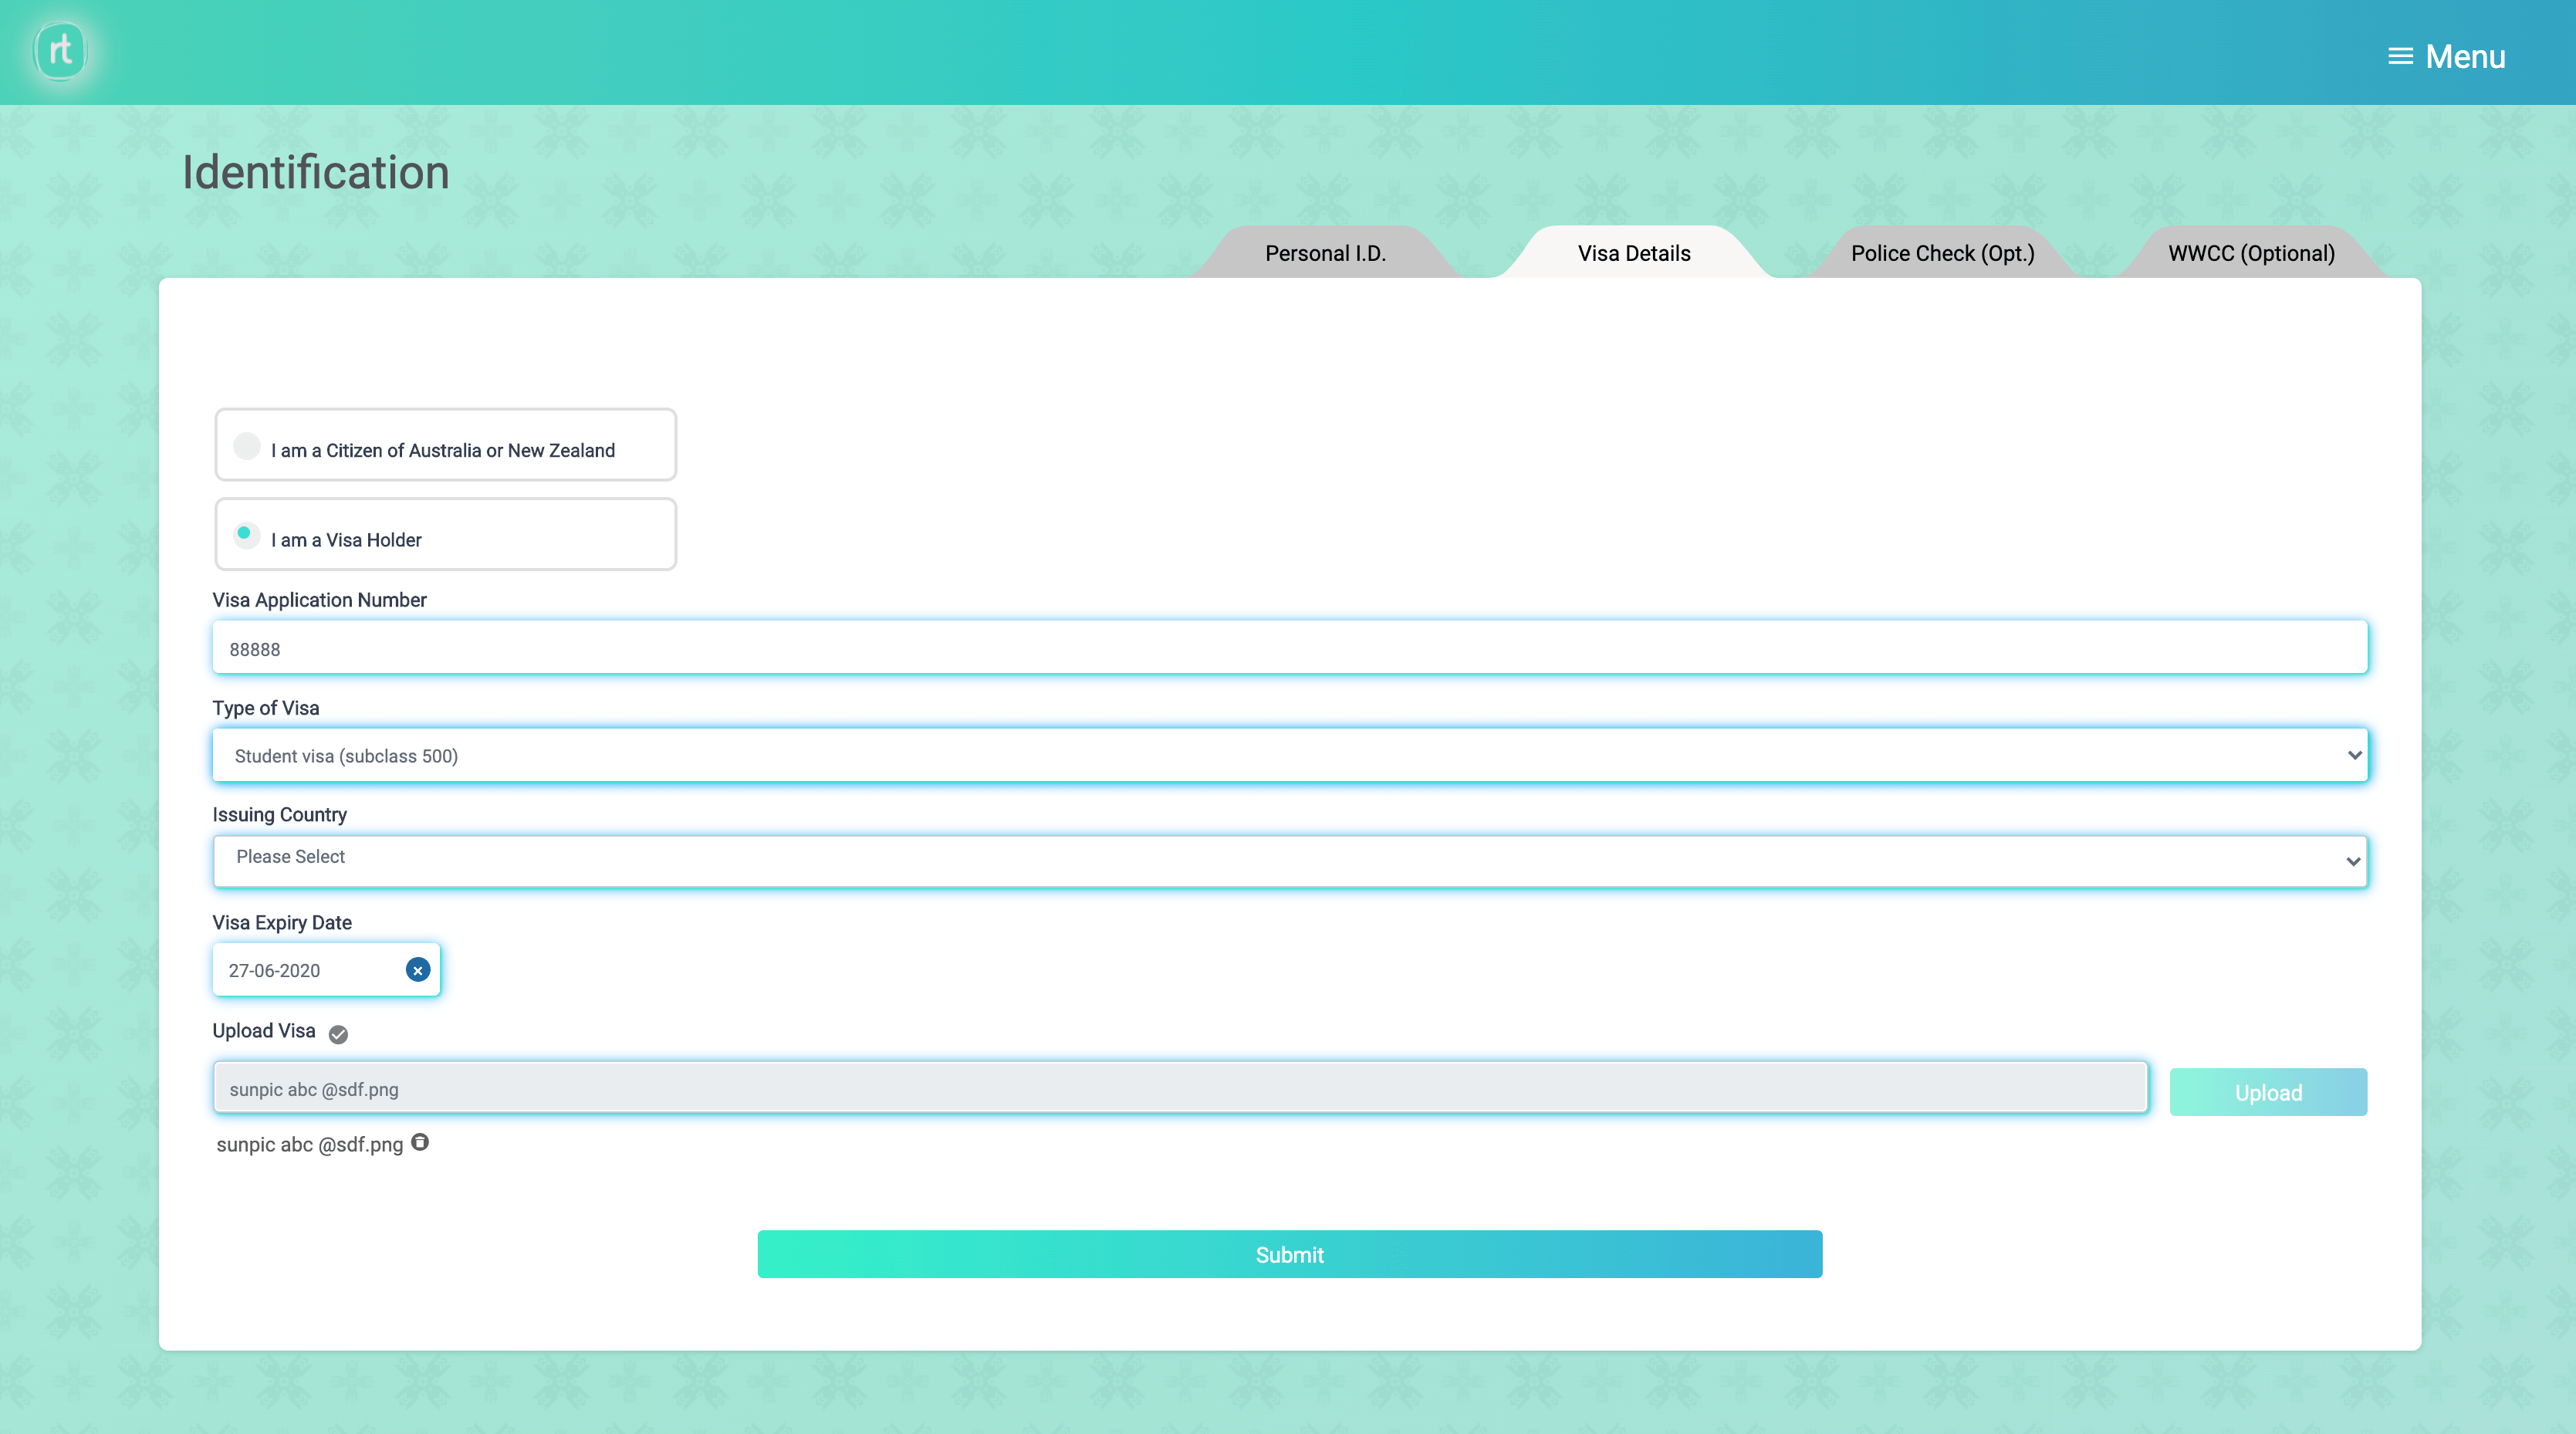 rt
Menu
Identification
Personal I.D.
Visa Details
Police Check (Opt.)
WWCC (Optional)
I am a Citizen of Australia or New Zealand
I am a Visa Holder
Visa Application Number
88888
Type of Visa
Student visa (subclass 500)
Issuing Country
Please Select
Visa Expiry Date
27-06-2020
Upload Visa
sunpic abc @sdf.png
Upload
sunpic abc @sdf.png
Submit